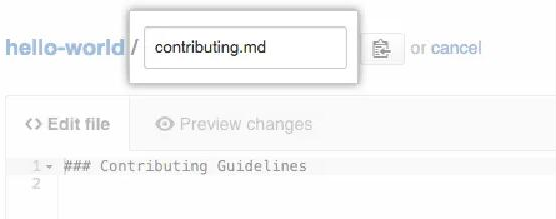 hello-world / contributing.md or cancel
<> Edit file Preview changes
1 ### Contributing Guidelines
2